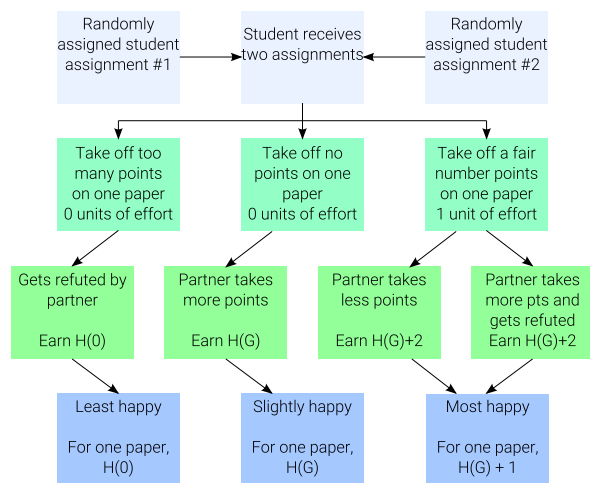 Randomly
assigned student
assignment #1
Student receives
two assignments
Randomly
assigned student
assignment #2
Take off too
many points
on one paper
0 units of effort
Take off no
points on one
paper
0 units of effort
Take off a fair
number points
on one paper
1 unit of effort
Gets refuted by
partner
Earn H(0)
Partner takes
more points
Earn H(G)
Partner takes
less points
Earn H(G)+2
Partner takes
more pts and
gets refuted
Earn H(G)+2
Least happy
For one paper,
H(0)
Slightly happy
For one paper,
H(G)
Most happy
For one paper,
H(G) + 1